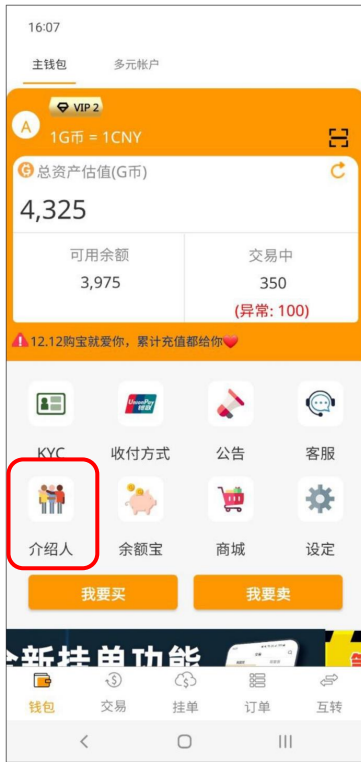 16:07
主钱包 多元帐户
VIP 2
A
1G币 = 1CNY
G 总资产估值(G币)
4,325
可用余额 交易中
3,975 350
(异常: 100)
12.12购宝就爱你，累计充值都给你
UnionPay
银联
KYC 收付方式 公告 客服
介绍人 余额宝 商城 设定
我要买 我要卖
全新挂单功能
钱包 交易 挂单 订单 互转